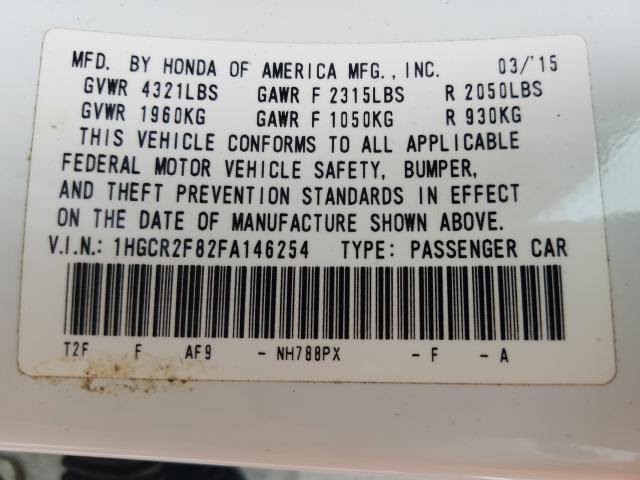 MFD. BY HONDA OF AMERICA MFG., INC. 03/'15
GVWR 4321LBS GAWR F 2315LBS R 2050LBS
GVWR 1960KG GAWR F 1050KG R 930KG
THIS VEHICLE CONFORMS TO ALL APPLICABLE
FEDERAL MOTOR VEHICLE SAFETY, BUMPER,
AND THEFT PREVENTION STANDARDS IN EFFECT
ON THE DATE OF MANUFACTURE SHOWN ABOVE.
V.I.N.: 1HGCR2F82FA146254 TYPE: PASSENGER CAR
T2F F AF9 - NH788PX - F - A